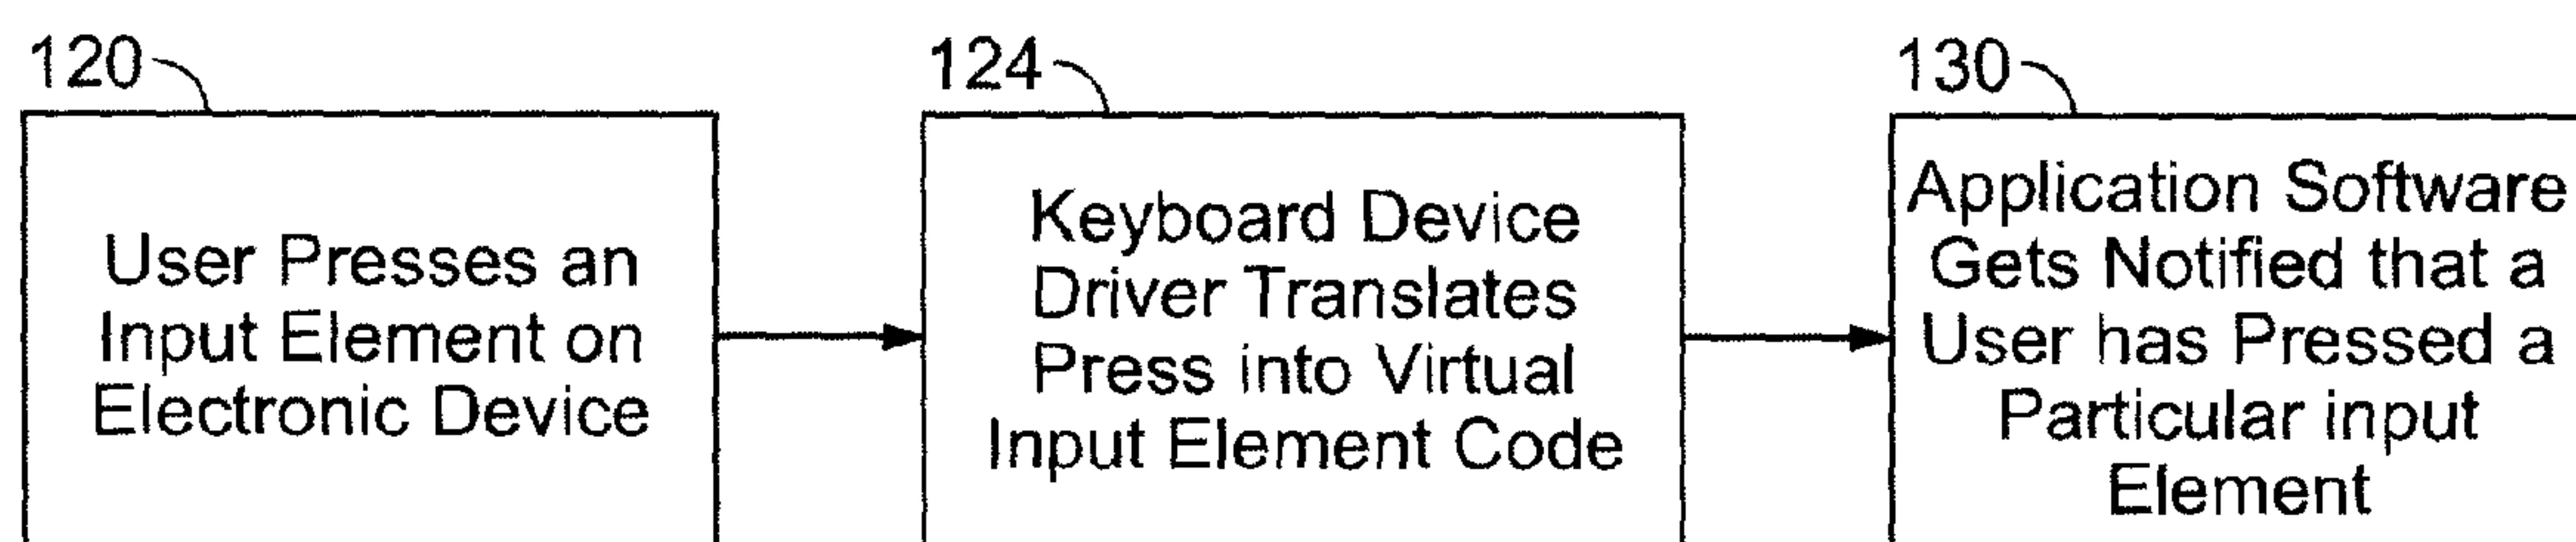 120
User Presses an
Input Element on
Electronic Device
124
Keyboard Device
Driver Translates
Press into Virtual
Input Element Code
130
Application Software
Gets Notified that a
User has Pressed a
Particular input
Element